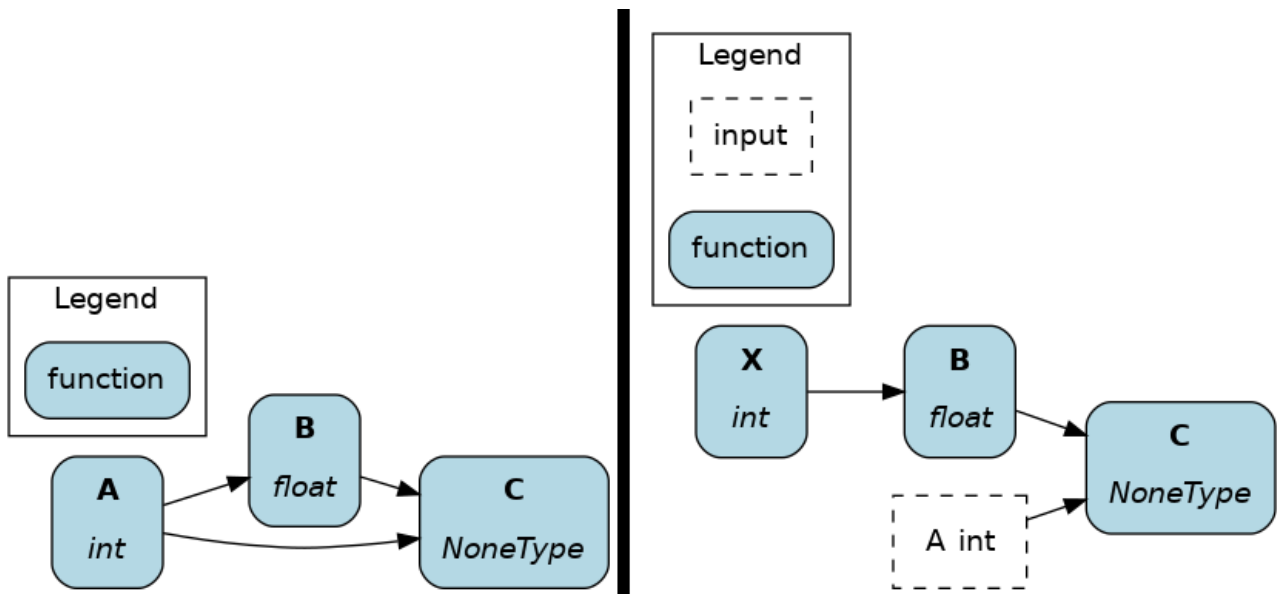 Legend
function
A
int
B
float
C
NoneType
Legend
input
function
X
int
B
float
C
NoneType
A int